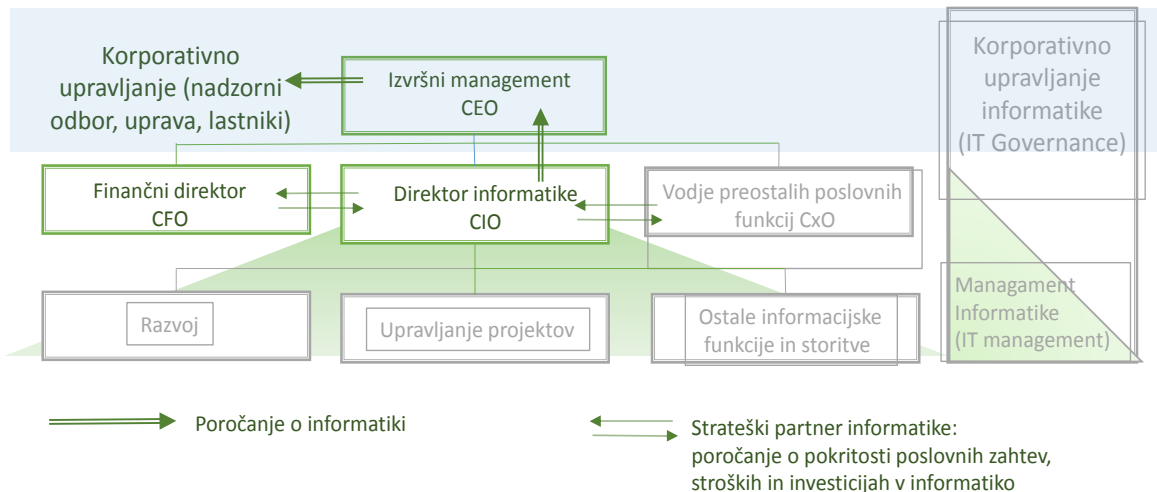 Korporativno
upravljanje (nadzorni
odbor, uprava, lastniki)
Izvršni management
CEO
Korporativno
upravljanje
informatike
(IT Governance)
Finančni direktor
CFO
Direktor informatike
CIO
Vodje preostalih poslovnih
funkcij CxO
Razvoj
Upravljanje projektov
Ostale informacijske
funkcije in storitve
Managament
Informatike
(IT management)
Poročanje o informatiki
Strateški partner informatike:
poročanje o pokritosti poslovnih zahtev,
stroških in investicijah v informatiko